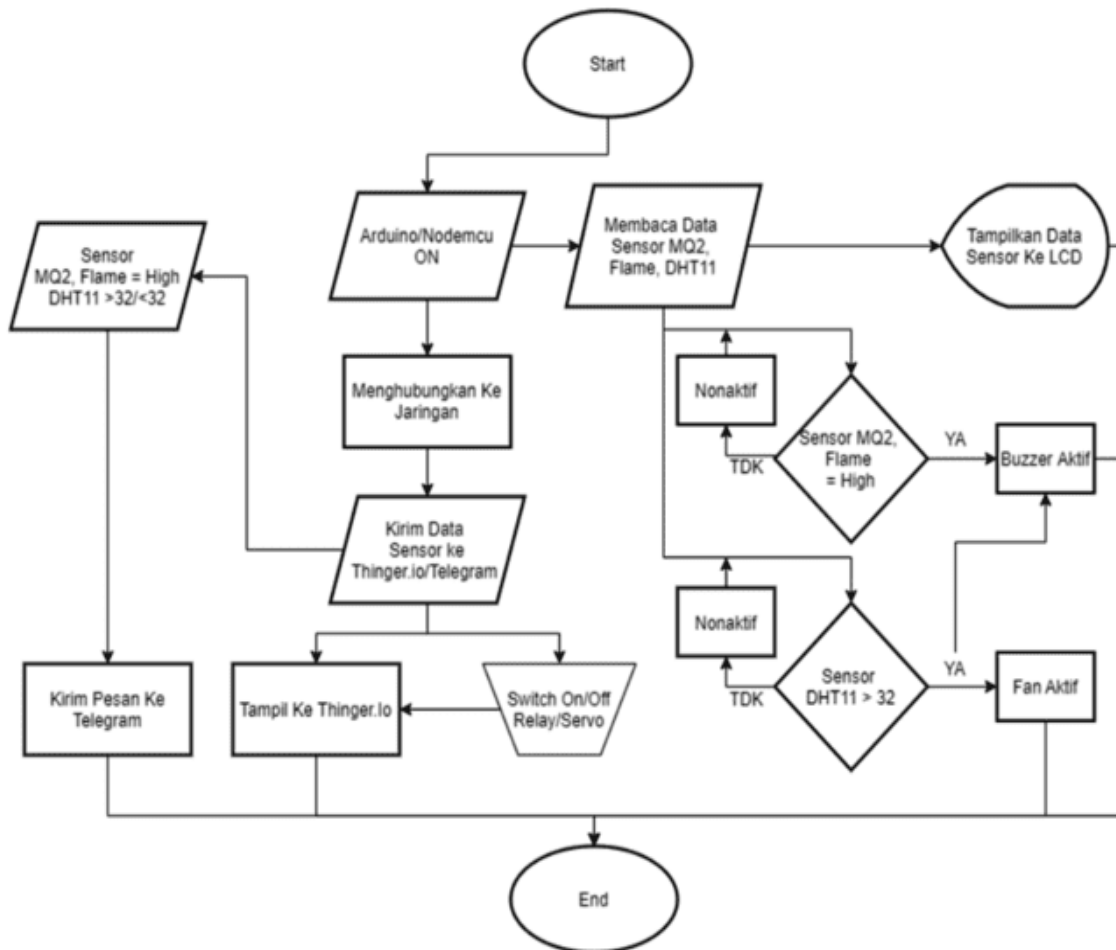 Start
Arduino/Nodemcu
ON
Membaca Data
Sensor MQ2,
Flame, DHT11
Tampilkan Data
Sensor Ke LCD
Sensor
MQ2, Flame = High
DHT11 >32/<32
Menghubungkan Ke
Jaringan
Nonaktif
Sensor MQ2,
Flame
= High
TDK
YA
Buzzer Aktif
Kirim Data
Sensor ke
Thinger.io/Telegram
Nonaktif
Sensor
DHT11 > 32
TDK
YA
Fan Aktif
Kirim Pesan Ke
Telegram
Tampil Ke Thinger.Io
Switch On/Off
Relay/Servo
End